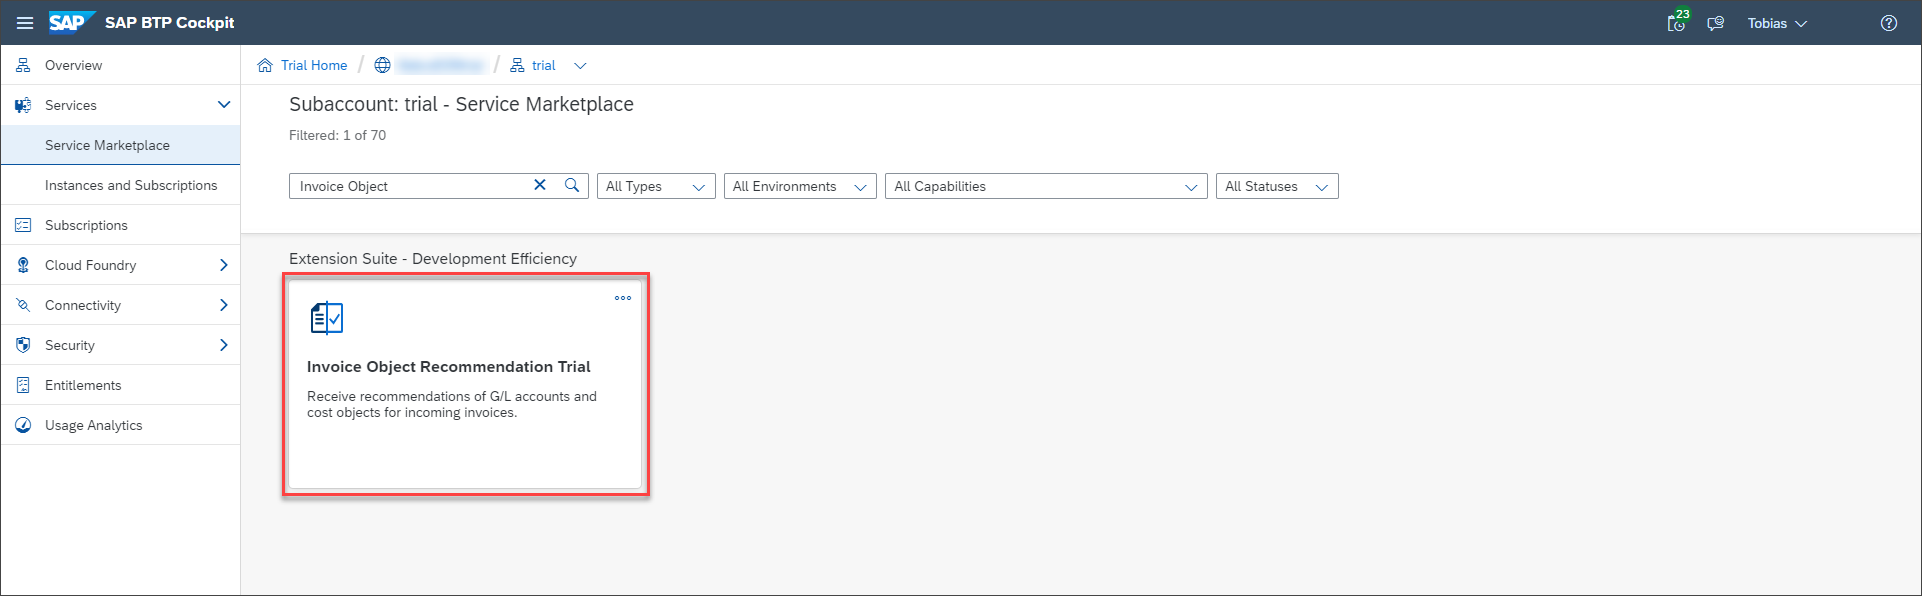 SAP SAP BTP Cockpit 23 Tobias
Overview
Services
Service Marketplace
Instances and Subscriptions
Subscriptions
Cloud Foundry
Connectivity
Security
Entitlements
Usage Analytics
Trial Home / / trial
Subaccount: trial - Service Marketplace
Filtered: 1 of 70
Invoice Object All Types All Environments All Capabilities All Statuses
Extension Suite - Development Efficiency
Invoice Object Recommendation Trial
Receive recommendations of G/L accounts and
cost objects for incoming invoices.